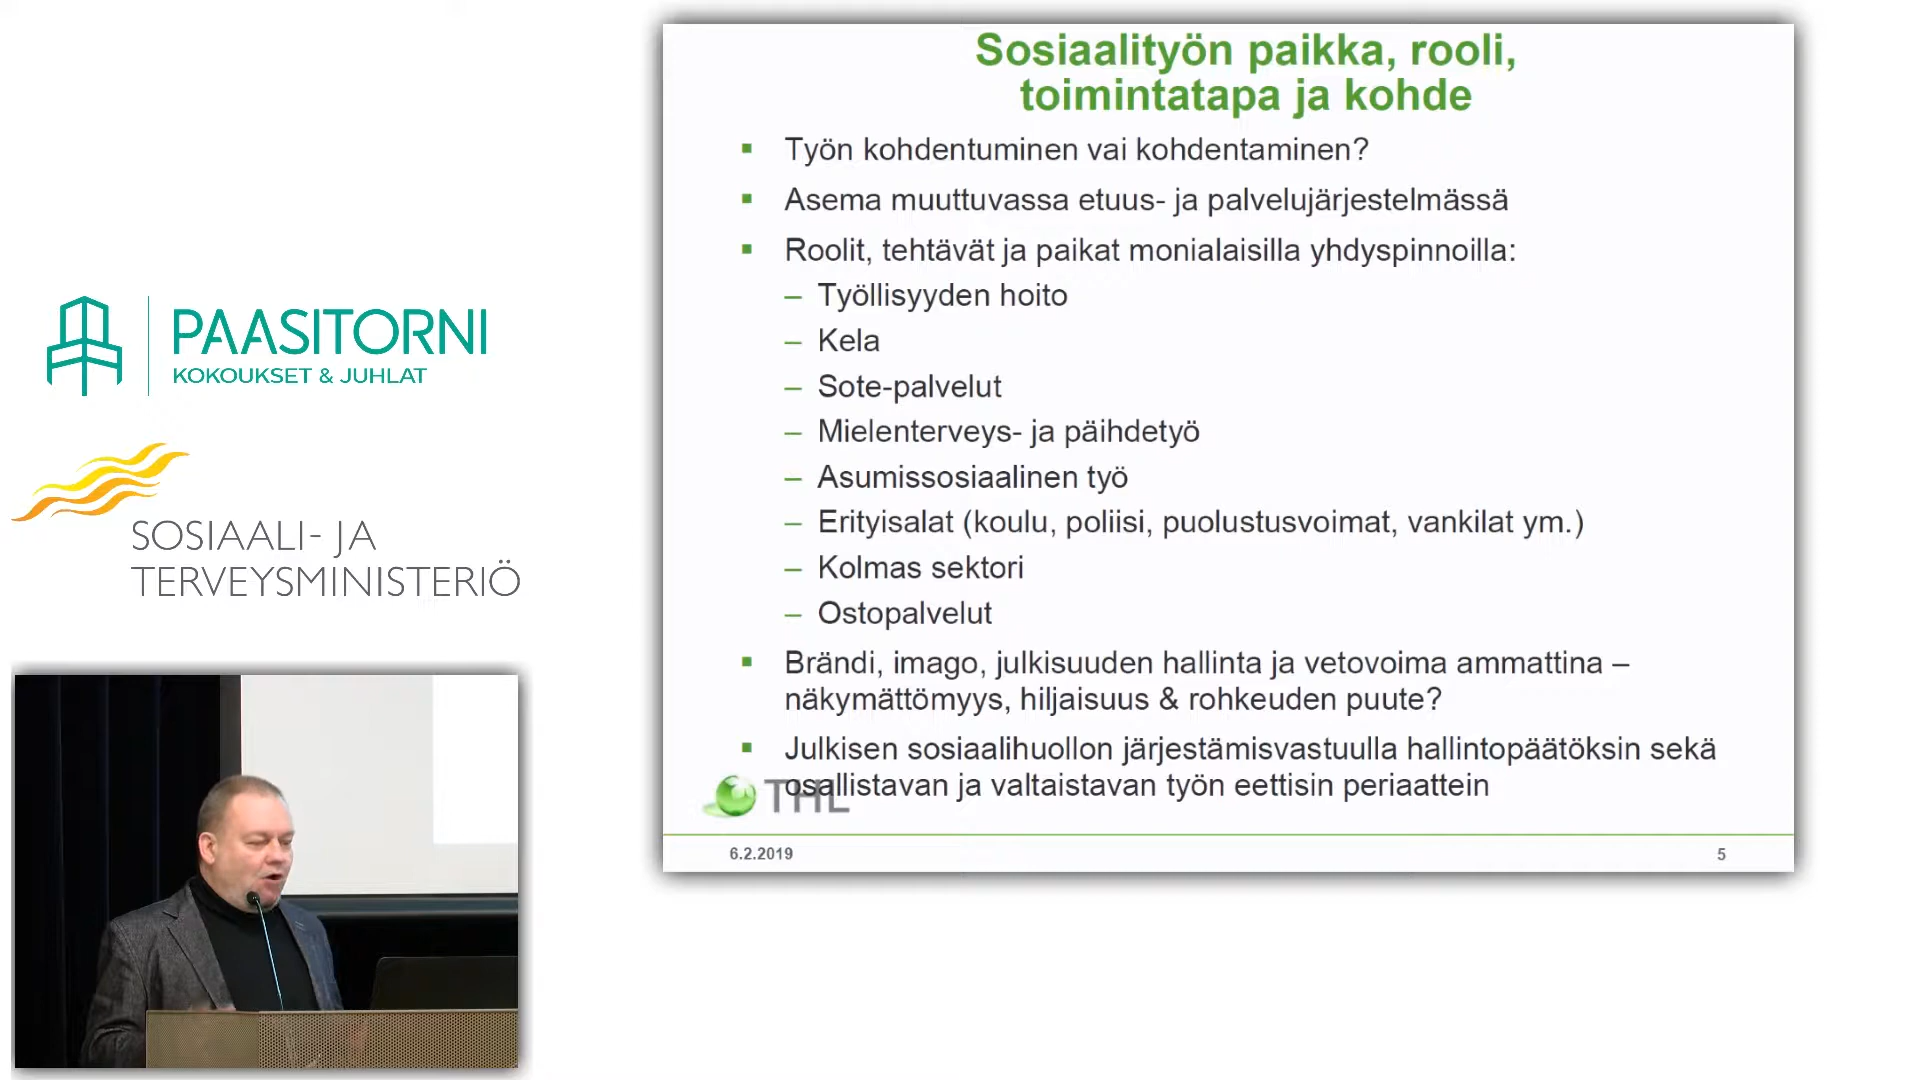 PAASITORNI
KOKOUKSET & JUHLAT
SOSIAALI- JA
TERVEYSMINISTERIÖ
Sosiaalityön paikka, rooli,
toimintatapa ja kohde
Työn kohdentuminen vai kohdentaminen?
Asema muuttuvassa etuus- ja palvelujärjestelmässä
Roolit, tehtävät ja paikat monialaisilla yhdyspinnoilla:
– Työllisyyden hoito
– Kela
– Sote-palvelut
– Mielenterveys- ja päihdetyö
– Asumissosiaalinen työ
– Erityisalat (koulu, poliisi, puolustusvoimat, vankilat ym.)
– Kolmas sektori
– Ostopalvelut
Brändi, imago, julkisuuden hallinta ja vetovoima ammattina –
näkymättömyys, hiljaisuus & rohkeuden puute?
Julkisen sosiaalihuollon järjestämisvastuulla hallintopäätöksin sekä
osallistavan ja valtaistavan työn eettisin periaattein
THL
6.2.2019
5